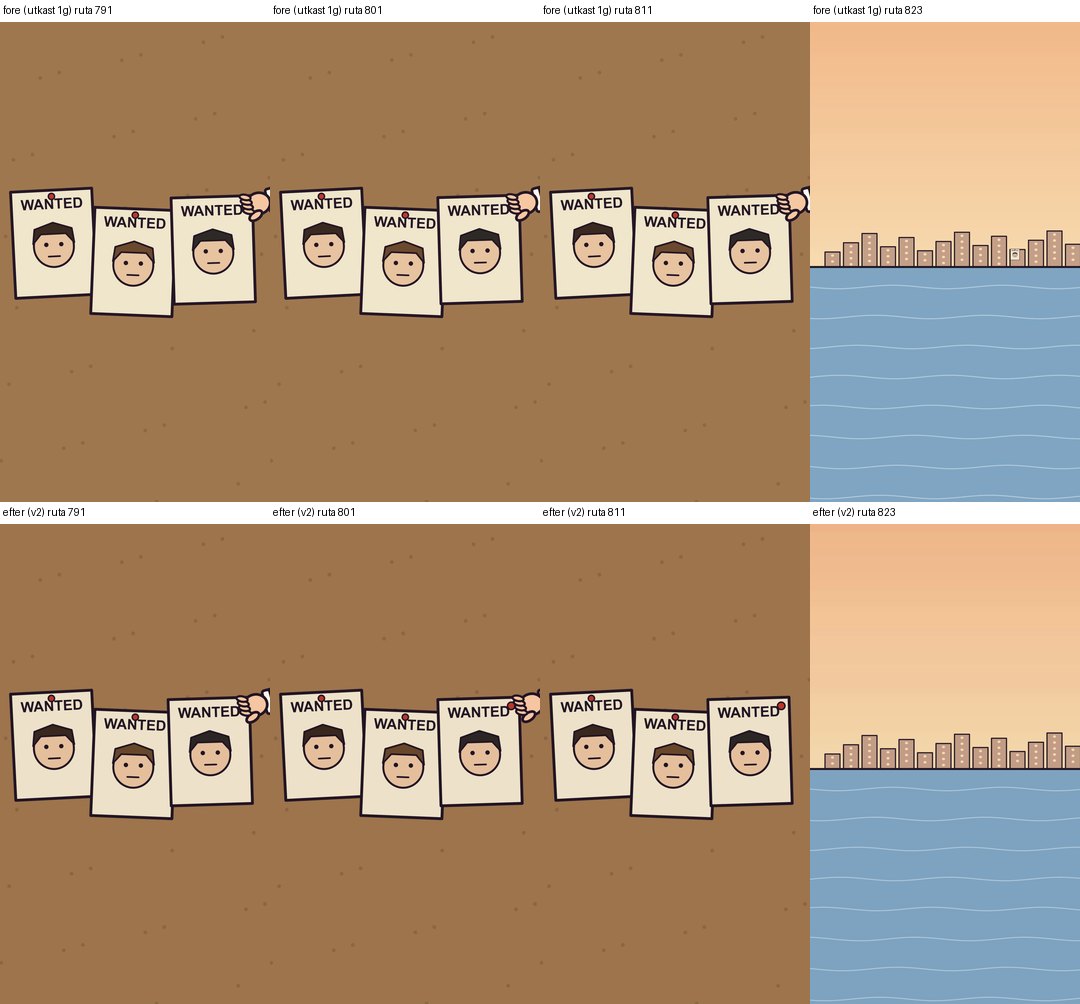 fore (utkast 1g) ruta 791
fore (utkast 1g) ruta 801
fore (utkast 1g) ruta 811
fore (utkast 1g) ruta 823
WANTED
WANTED
WANTED
WANTED
WANTED
WANTED
WANTED
WANTED
WANTED
efter (v2) ruta 791
efter (v2) ruta 801
efter (v2) ruta 811
efter (v2) ruta 823
WANTED
WANTED
WANTED
WANTED
WANTED
WANTED
WANTED
WANTED
WANTED